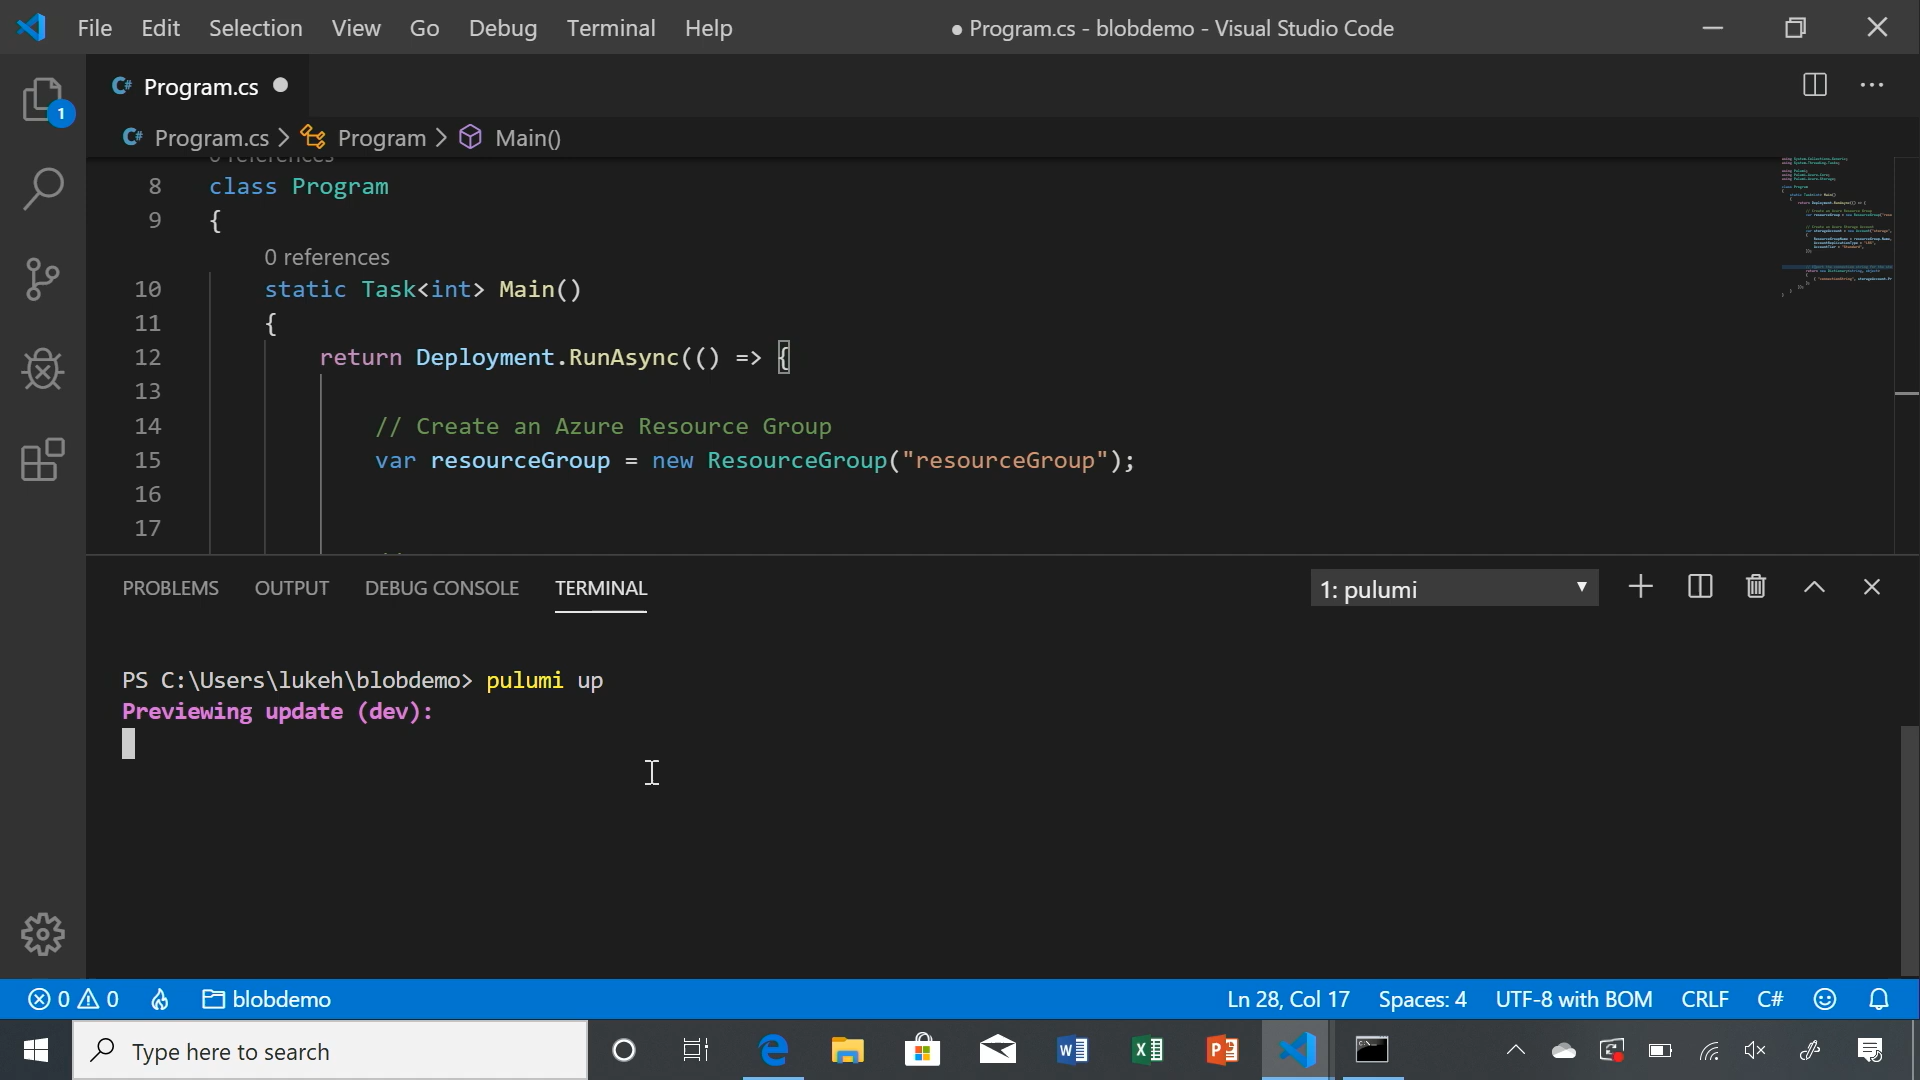 File Edit Selection View Go Debug Terminal Help
● Program.cs - blobdemo - Visual Studio Code
C# Program.cs ●
1
C# Program.cs > Program > Main()
0 references
8 class Program
9 {
0 references
10 static Task<int> Main()
11 {
12 return Deployment.RunAsync(() => {
13
14 // Create an Azure Resource Group
15 var resourceGroup = new ResourceGroup("resourceGroup");
16
17
PROBLEMS OUTPUT DEBUG CONSOLE TERMINAL
1: pulumi
PS C:\Users\lukeh\blobdemo> pulumi up
Previewing update (dev):
0 0 blobdemo
Ln 28, Col 17 Spaces: 4 UTF-8 with BOM CRLF C#
Type here to search